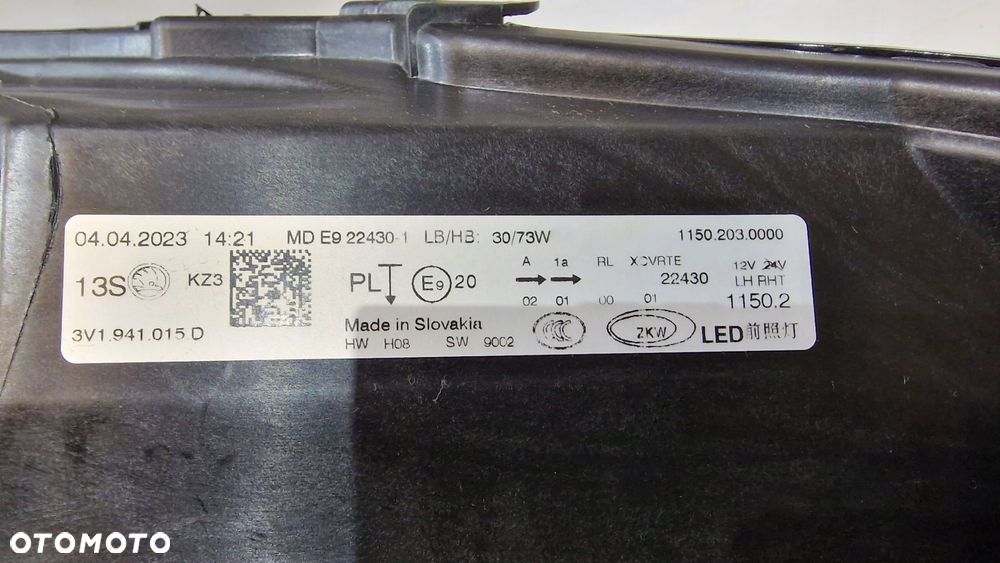 04.04.2023 14:21 MD E9 22430-1 LB/HB: 30/73W 1150.203.0000
A 1a RL XCVRTE 12V 24V
13S KZ3 PL E9 20 22430 LH RHT
02 01 00 01 1150.2
3V1.941.015 D Made in Slovakia CCC ZKW LED前照灯
HW H08 SW 9002
OTOMOTO